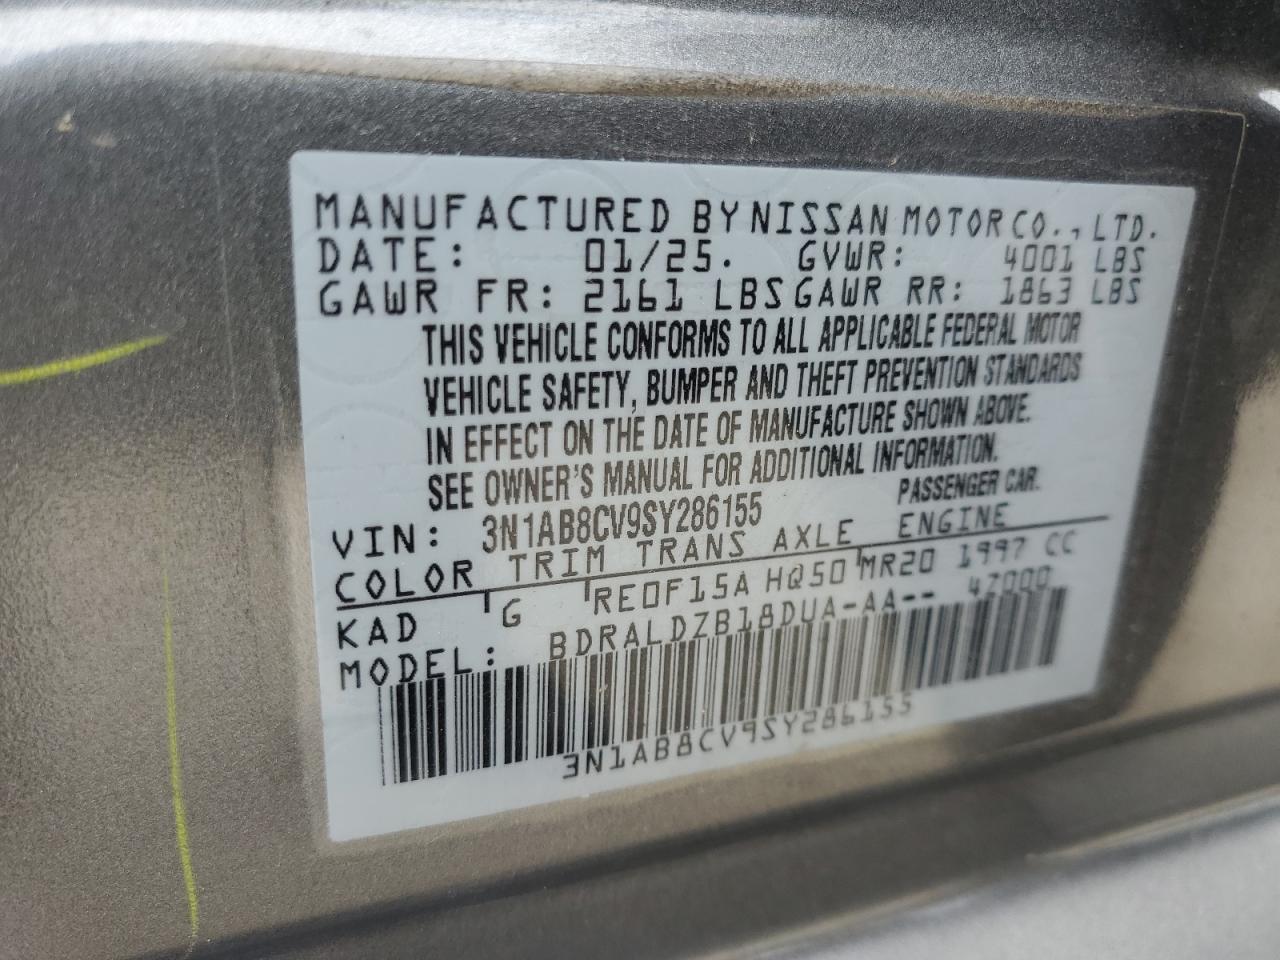 MANUFACTURED BY NISSAN MOTOR CO., LTD.
DATE: 01/25. GVWR: 4001 LBS
GAWR FR: 2161 LBS GAWR RR: 1863 LBS
THIS VEHICLE CONFORMS TO ALL APPLICABLE FEDERAL MOTOR
VEHICLE SAFETY, BUMPER AND THEFT PREVENTION STANDARDS
IN EFFECT ON THE DATE OF MANUFACTURE SHOWN ABOVE.
SEE OWNER'S MANUAL FOR ADDITIONAL INFORMATION.
VIN: 3N1AB8CV9SY286155 PASSENGER CAR.
COLOR TRIM TRANS AXLE ENGINE
KAD G RE0F15A HQ50 MR20 1997 CC
MODEL: BDRALDZB18DUA-AA-- 4Z000
3N1AB8CV9SY286155